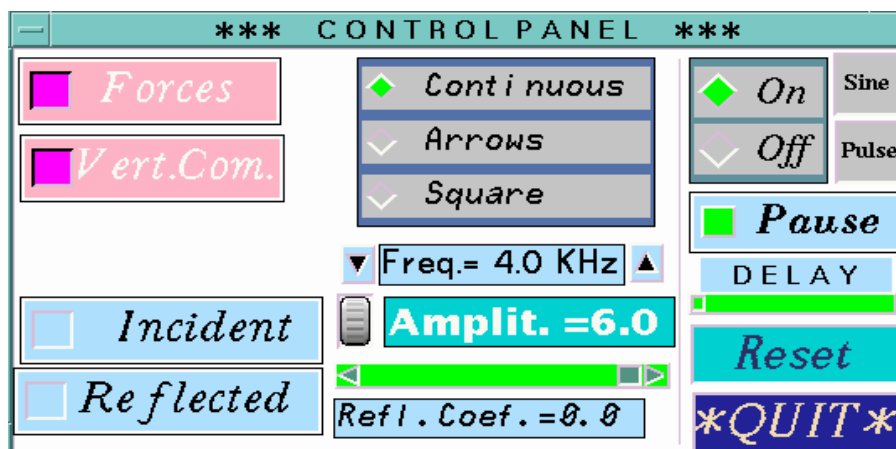 *** CONTROL PANEL ***
Forces
Vert.Com.
Incident
Reflected
Continuous
Arrows
Square
Freq.= 4.0 KHz
Amplit. =6.0
Refl.Coef.=0.0
On
Off
Sine
Pulse
Pause
DELAY
Reset
*QUIT*